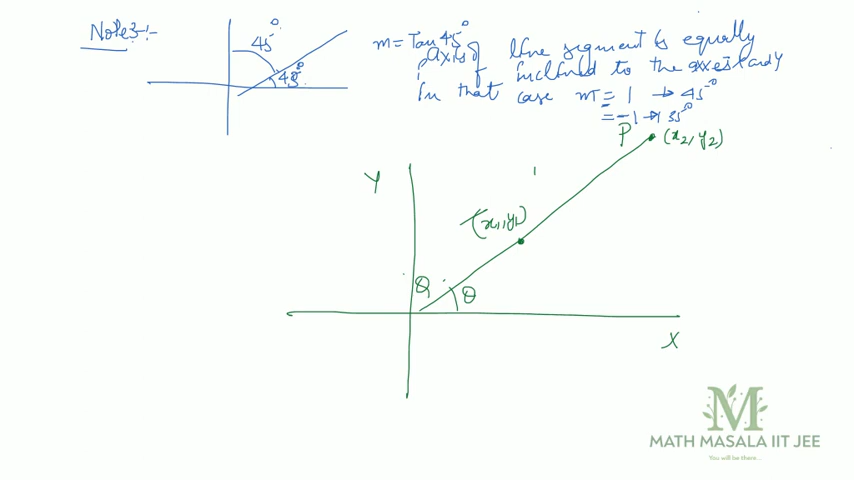 Note3:-
45°
45°
m = Tan 45°
Axis of line segment is equally
inclined to the axes X and Y
In that case m = 1 → 45°
= -1 → 135°
P (x2, y2)
Y
(x1, y1)
Q
θ
X
M
MATH MASALA IIT JEE
You will be there...